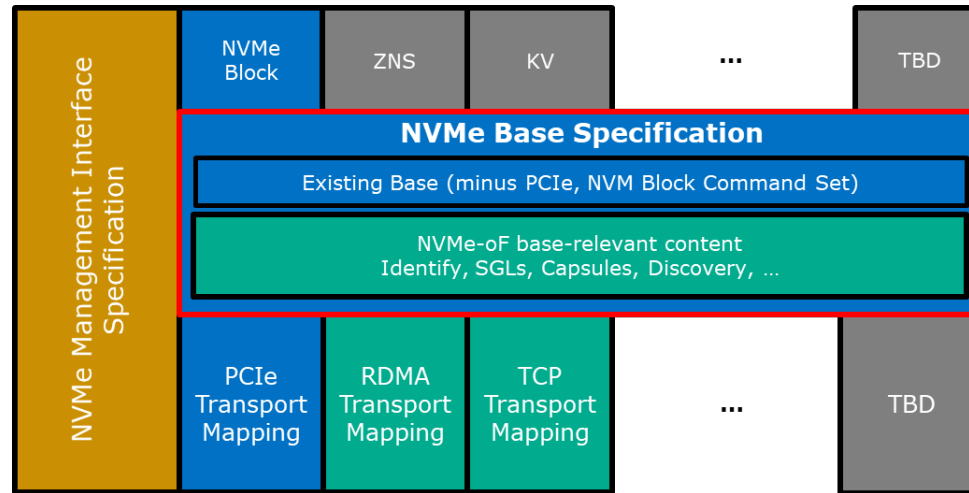 NVMe Management Interface
Specification
NVMe
Block
ZNS
KV
...
TBD
NVMe Base Specification
Existing Base (minus PCIe, NVM Block Command Set)
NVMe-oF base-relevant content
Identify, SGLs, Capsules, Discovery, ...
PCIe
Transport
Mapping
RDMA
Transport
Mapping
TCP
Transport
Mapping
...
TBD